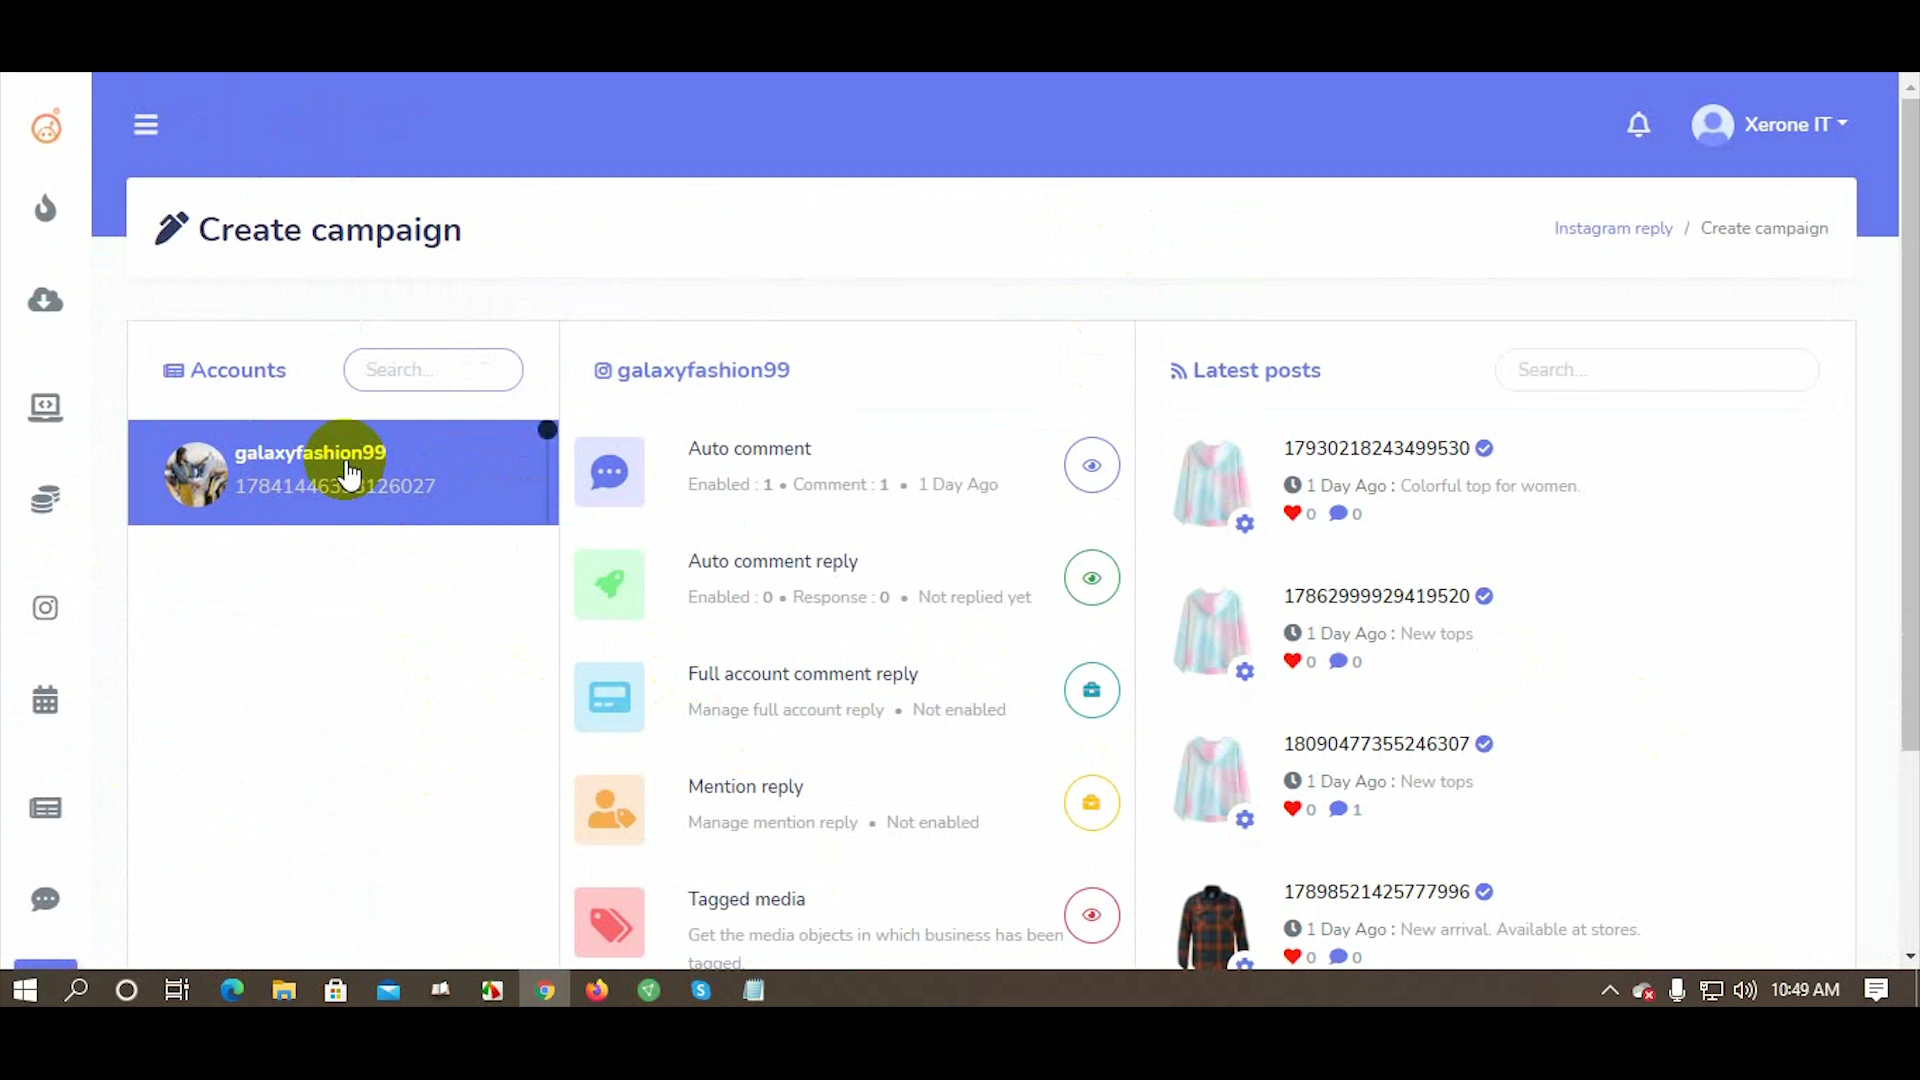 Xerone IT
Create campaign
Instagram reply / Create campaign
Accounts
Search...
galaxyfashion99
galaxyfashion99
Auto comment
Enabled : 1 • Comment : 1 • 1 Day Ago
Auto comment reply
Enabled : 0 • Response : 0 • Not replied yet
Full account comment reply
Manage full account reply • Not enabled
Mention reply
Manage mention reply • Not enabled
Tagged media
Get the media objects in which business has been
tagged.
Latest posts
Search...
17930218243499530
1 Day Ago : Colorful top for women.
0 0
17862999929419520
1 Day Ago : New tops
0 0
18090477355246307
1 Day Ago : New tops
0 1
17898521425777996
1 Day Ago : New arrival. Available at stores.
0 0
10:49 AM